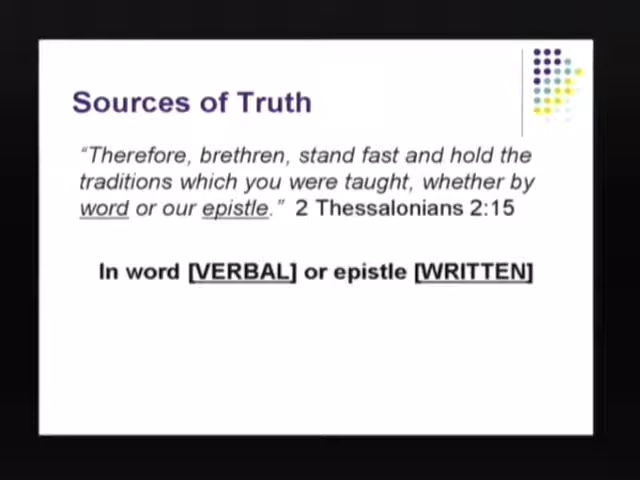 Sources of Truth
“Therefore, brethren, stand fast and hold the
traditions which you were taught, whether by
word or our epistle.” 2 Thessalonians 2:15
In word [VERBAL] or epistle [WRITTEN]